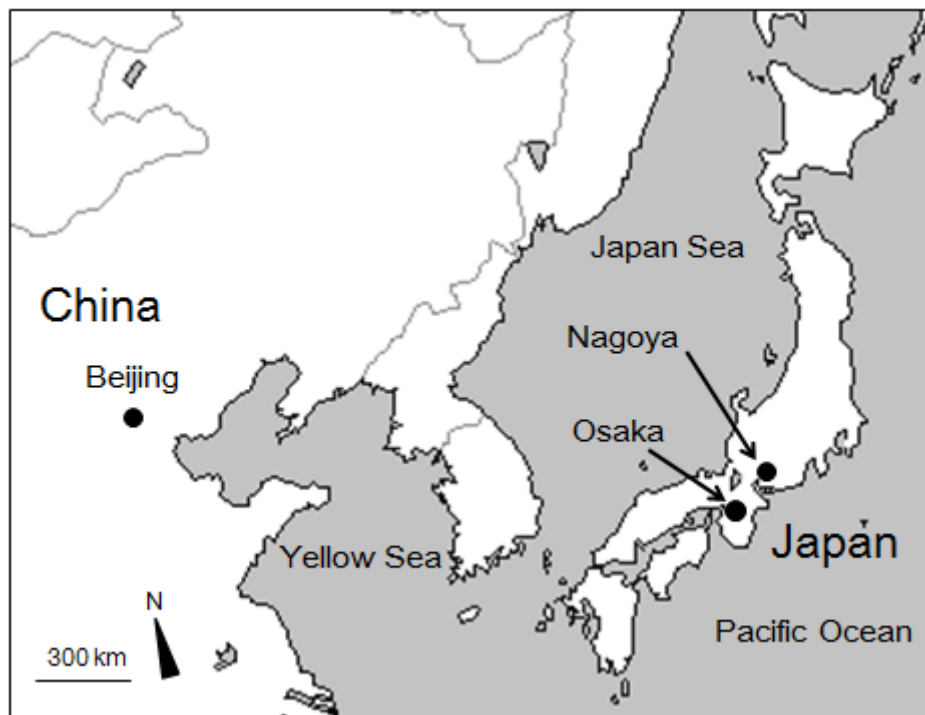 Japan Sea
China
Nagoya
Beijing
Osaka
Japan
Yellow Sea
N
Pacific Ocean
300 km